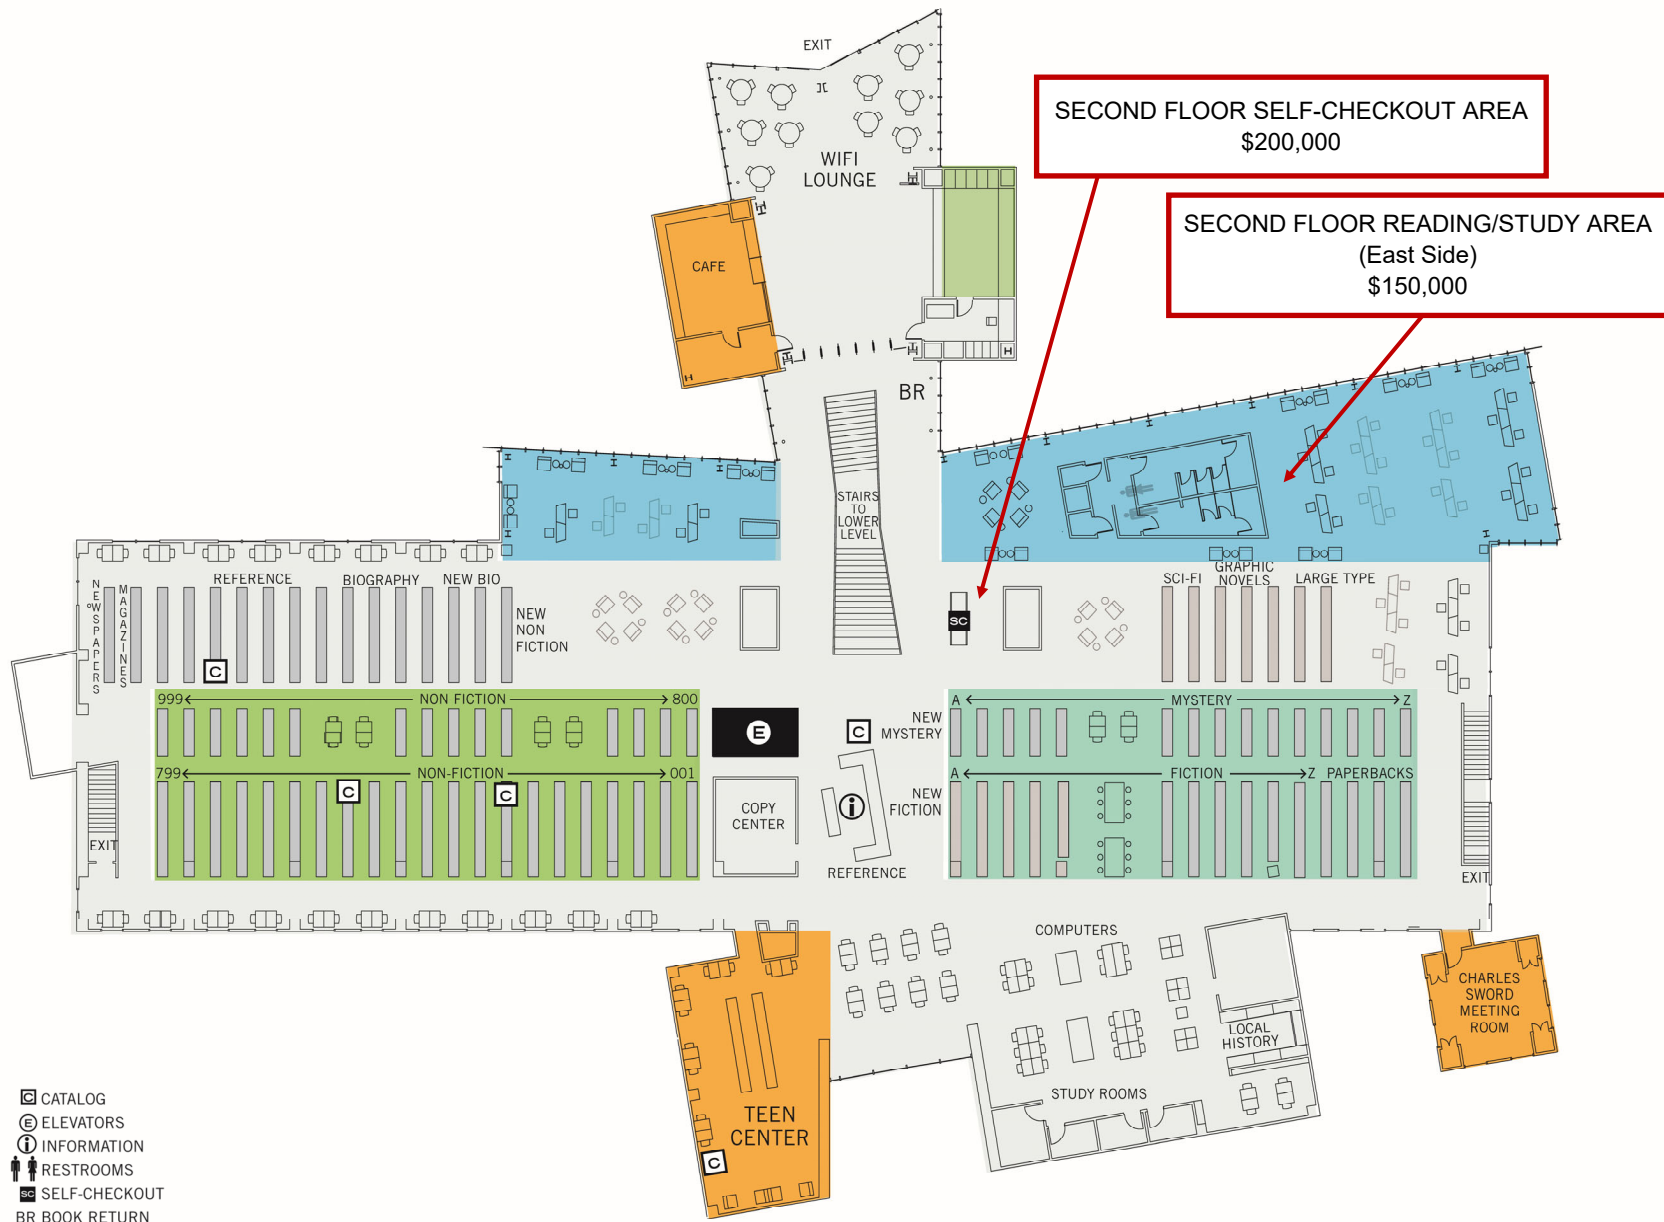 EXIT
SECOND FLOOR SELF-CHECKOUT AREA
$200,000
WIFI
LOUNGE
SECOND FLOOR READING/STUDY AREA
(East Side)
$150,000
CAFE
BR
STAIRS
TO
LOWER
LEVEL
NEWSPAPERS
MAGAZINES
REFERENCE
BIOGRAPHY
NEW BIO
NEW
NON
FICTION
C
SC
SCI-FI
GRAPHIC
NOVELS
LARGE TYPE
999 NON FICTION 800
E
C
NEW
MYSTERY
A MYSTERY Z
799 NON-FICTION 001
C
C
COPY
CENTER
i
NEW
FICTION
A FICTION Z PAPERBACKS
EXIT
REFERENCE
EXIT
COMPUTERS
CHARLES
SWORD
MEETING
ROOM
LOCAL
HISTORY
STUDY ROOMS
TEEN
CENTER
C
C CATALOG
E ELEVATORS
i INFORMATION
RESTROOMS
SC SELF-CHECKOUT
BR BOOK RETURN